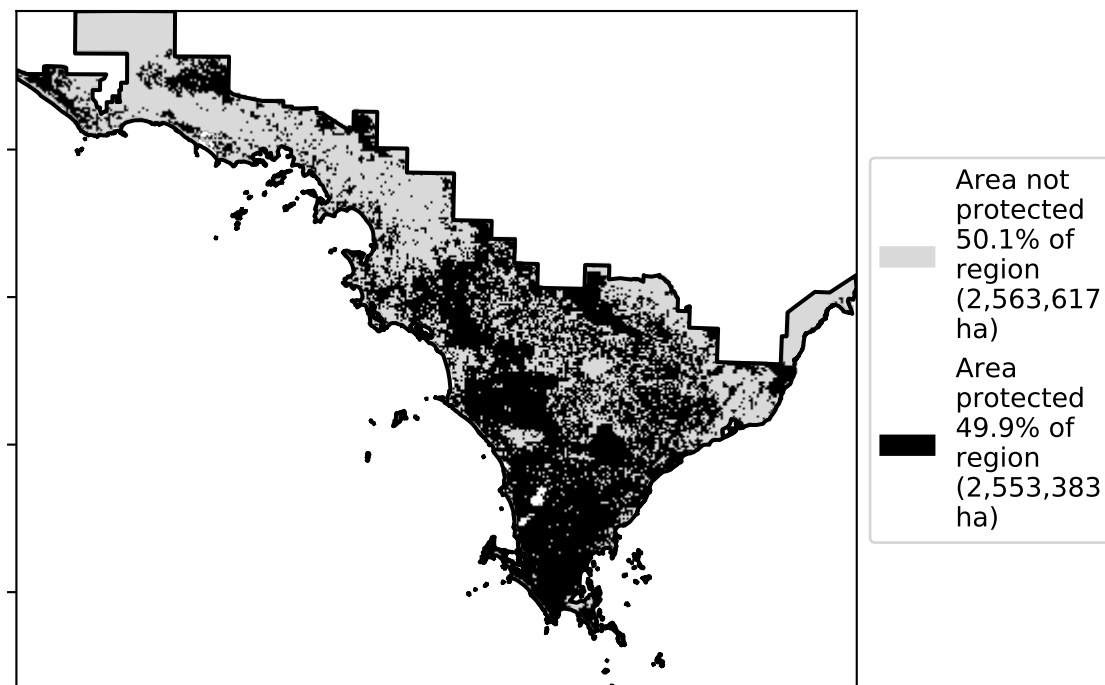 Area not
protected
50.1% of
region
(2,563,617
ha)
Area
protected
49.9% of
region
(2,553,383
ha)